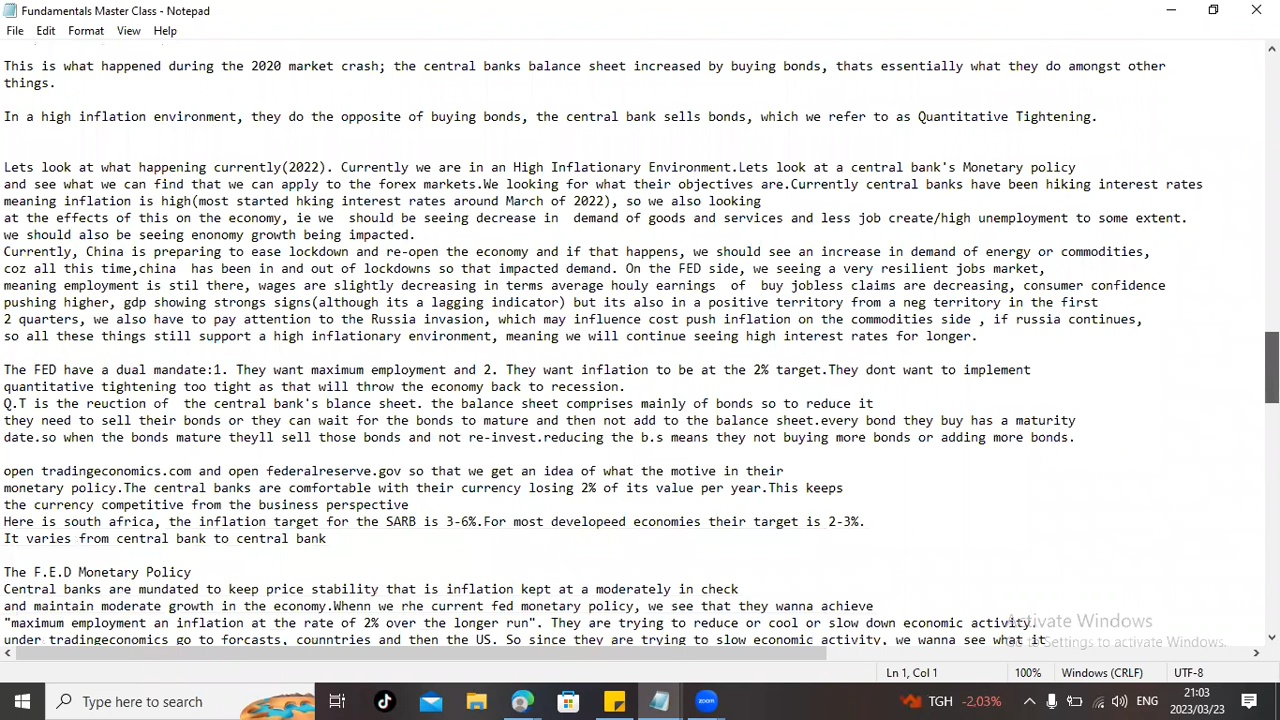 Fundamentals Master Class - Notepad
File Edit Format View Help
This is what happened during the 2020 market crash; the central banks balance sheet increased by buying bonds, thats essentially what they do amongst other
things.
In a high inflation environment, they do the opposite of buying bonds, the central bank sells bonds, which we refer to as Quantitative Tightening.
Lets look at what happening currently(2022). Currently we are in an High Inflationary Environment.Lets look at a central bank's Monetary policy
and see what we can find that we can apply to the forex markets.We looking for what their objectives are.Currently central banks have been hiking interest rates
meaning inflation is high(most started hking interest rates around March of 2022), so we also looking
at the effects of this on the economy, ie we should be seeing decrease in demand of goods and services and less job create/high unemployment to some extent.
we should also be seeing enonomy growth being impacted.
Currently, China is preparing to ease lockdown and re-open the economy and if that happens, we should see an increase in demand of energy or commodities,
coz all this time,china has been in and out of lockdowns so that impacted demand. On the FED side, we seeing a very resilient jobs market,
meaning employment is stil there, wages are slightly decreasing in terms average houly earnings of buy jobless claims are decreasing, consumer confidence
pushing higher, gdp showing strongs signs(although its a lagging indicator) but its also in a positive territory from a neg territory in the first
2 quarters, we also have to pay attention to the Russia invasion, which may influence cost push inflation on the commodities side , if russia continues,
so all these things still support a high inflationary environment, meaning we will continue seeing high interest rates for longer.
The FED have a dual mandate:1. They want maximum employment and 2. They want inflation to be at the 2% target.They dont want to implement
quantitative tightening too tight as that will throw the economy back to recession.
Q.T is the reuction of the central bank's blance sheet. the balance sheet comprises mainly of bonds so to reduce it
they need to sell their bonds or they can wait for the bonds to mature and then not add to the balance sheet.every bond they buy has a maturity
date.so when the bonds mature theyll sell those bonds and not re-invest.reducing the b.s means they not buying more bonds or adding more bonds.
open tradingeconomics.com and open federalreserve.gov so that we get an idea of what the motive in their
monetary policy.The central banks are comfortable with their currency losing 2% of its value per year.This keeps
the currency competitive from the business perspective
Here is south africa, the inflation target for the SARB is 3-6%.For most developeed economies their target is 2-3%.
It varies from central bank to central bank
The F.E.D Monetary Policy
Central banks are mundated to keep price stability that is inflation kept at a moderately in check
and maintain moderate growth in the economy.Whenn we rhe current fed monetary policy, we see that they wanna achieve
"maximum employment an inflation at the rate of 2% over the longer run". They are trying to reduce or cool or slow down economic activity,
under tradingeconomics go to forcasts, counntries and then the US. So since they are trying to slow economic activity, we wanna see what it
Activate Windows
Go to Settings to activate Windows.
Ln 1, Col 1 100% Windows (CRLF) UTF-8
Type here to search
zoom
TGH -2,03%
ENG
21:03
2023/03/23